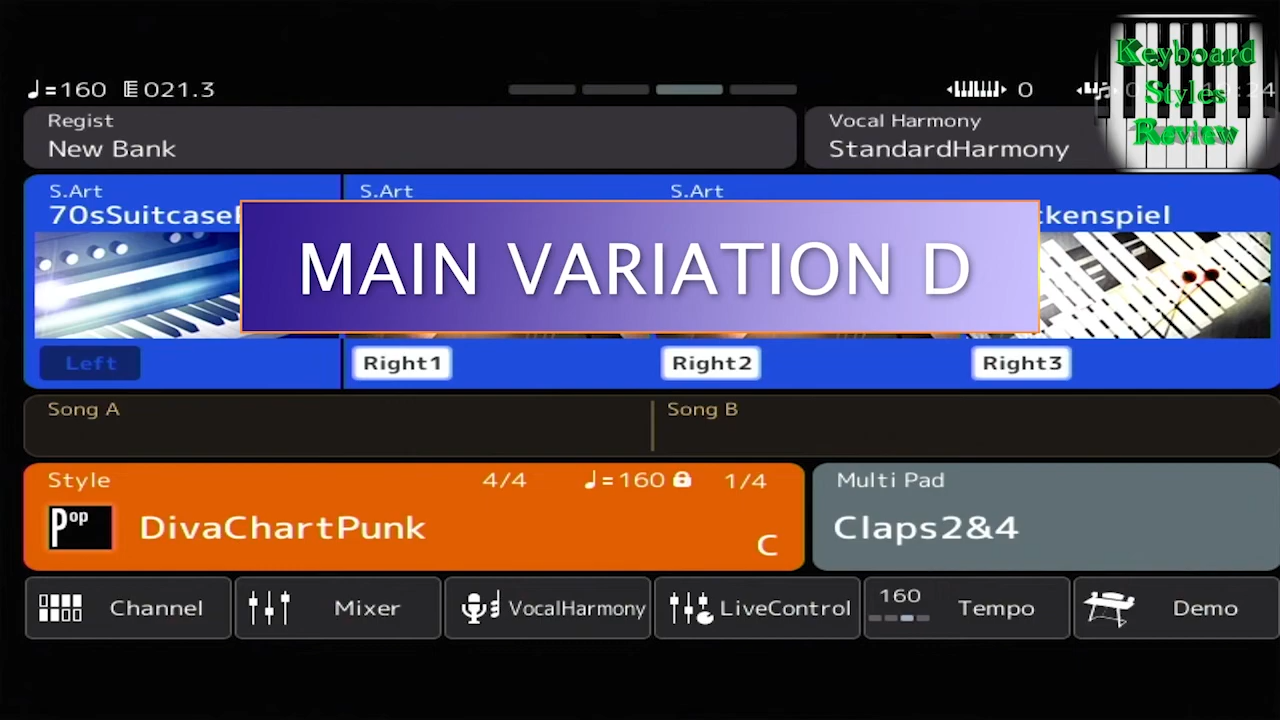 ♩=160 021.3
0
Keyboard
Styles
Review
Regist
New Bank
Vocal Harmony
StandardHarmony
S.Art
S.Art
S.Art
MAIN VARIATION D
Left
Right1
Right2
Right3
Song A
Song B
Style
4/4 ♩=160 1/4
Pop
DivaChartPunk
C
Multi Pad
Claps2&4
Channel
Mixer
VocalHarmony
LiveControl
160
Tempo
Demo